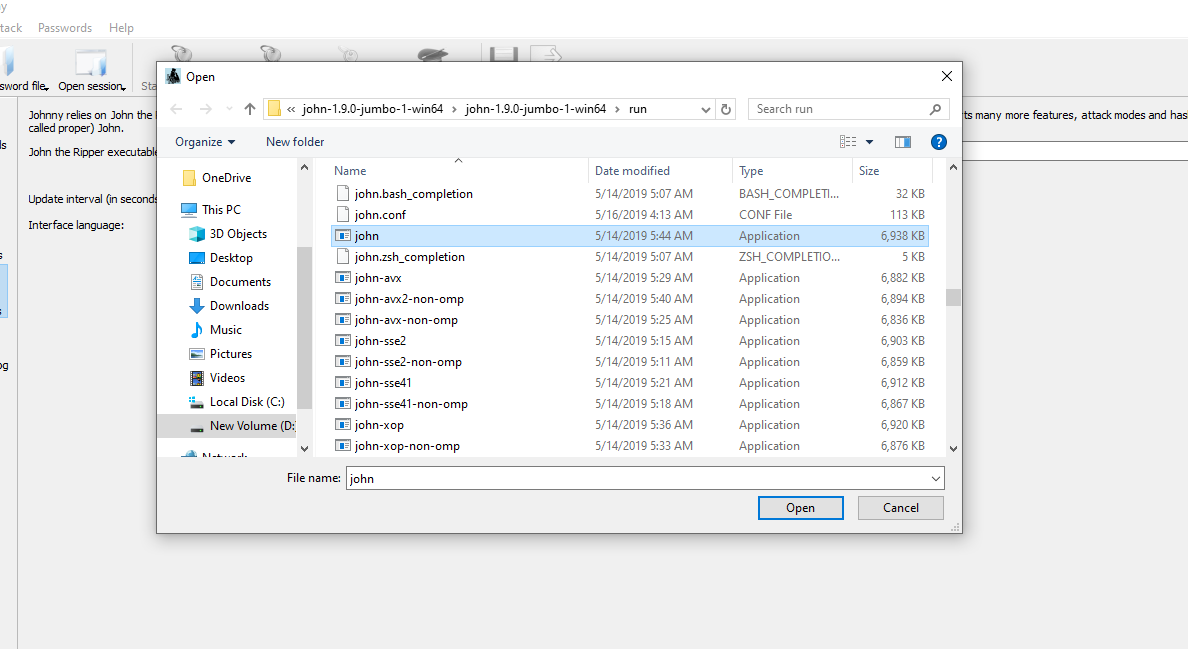 y
tack Passwords Help
sword file Open session Sta
Open
« john-1.9.0-jumbo-1-win64 › john-1.9.0-jumbo-1-win64 › run
Search run
Organize New folder
?
Johnny relies on John the
called proper) John.
ts many more features, attack modes and has
John the Ripper executable
Update interval (in seconds
Interface language:
OneDrive
This PC
3D Objects
Desktop
Documents
Downloads
Music
Pictures
Videos
Local Disk (C:)
New Volume (D:
Network
Name Date modified Type Size
john.bash_completion 5/14/2019 5:07 AM BASH_COMPLETI... 32 KB
john.conf 5/16/2019 4:13 AM CONF File 113 KB
john 5/14/2019 5:44 AM Application 6,938 KB
john.zsh_completion 5/14/2019 5:07 AM ZSH_COMPLETIO... 5 KB
john-avx 5/14/2019 5:29 AM Application 6,882 KB
john-avx2-non-omp 5/14/2019 5:40 AM Application 6,894 KB
john-avx-non-omp 5/14/2019 5:25 AM Application 6,836 KB
john-sse2 5/14/2019 5:15 AM Application 6,903 KB
john-sse2-non-omp 5/14/2019 5:11 AM Application 6,859 KB
john-sse41 5/14/2019 5:21 AM Application 6,912 KB
john-sse41-non-omp 5/14/2019 5:18 AM Application 6,867 KB
john-xop 5/14/2019 5:36 AM Application 6,920 KB
john-xop-non-omp 5/14/2019 5:33 AM Application 6,876 KB
File name: john
Open Cancel